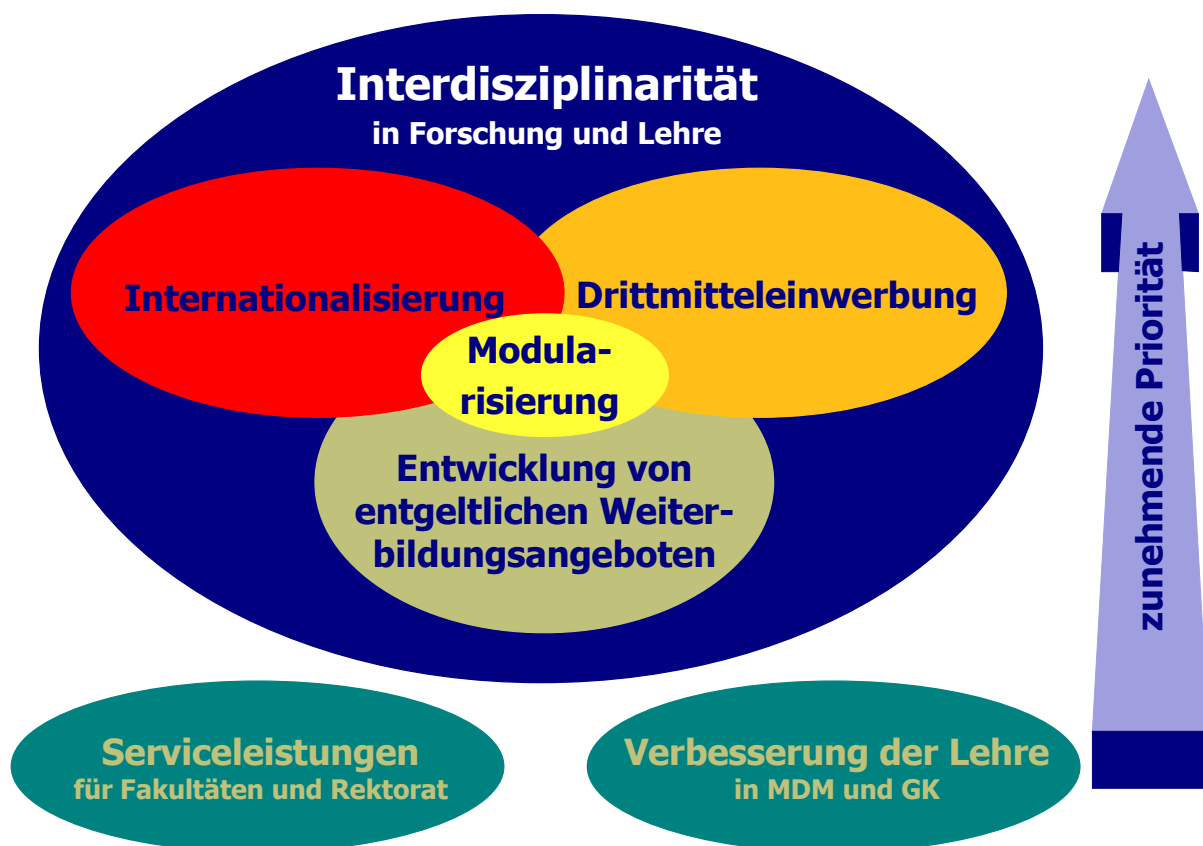 Interdisziplinarität
in Forschung und Lehre
Internationalisierung
Drittmitteleinwerbung
Modula-
risierung
Entwicklung von
entgeltlichen Weiter-
bildungsangeboten
zunehmende Priorität
Serviceleistungen
für Fakultäten und Rektorat
Verbesserung der Lehre
in MDM und GK